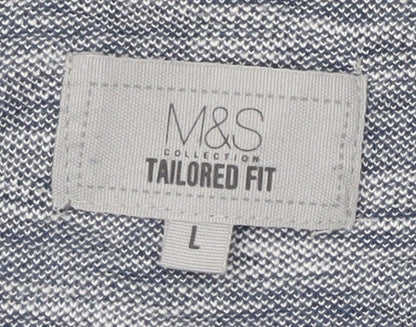 M&S
COLLECTION
TAILORED FIT
L